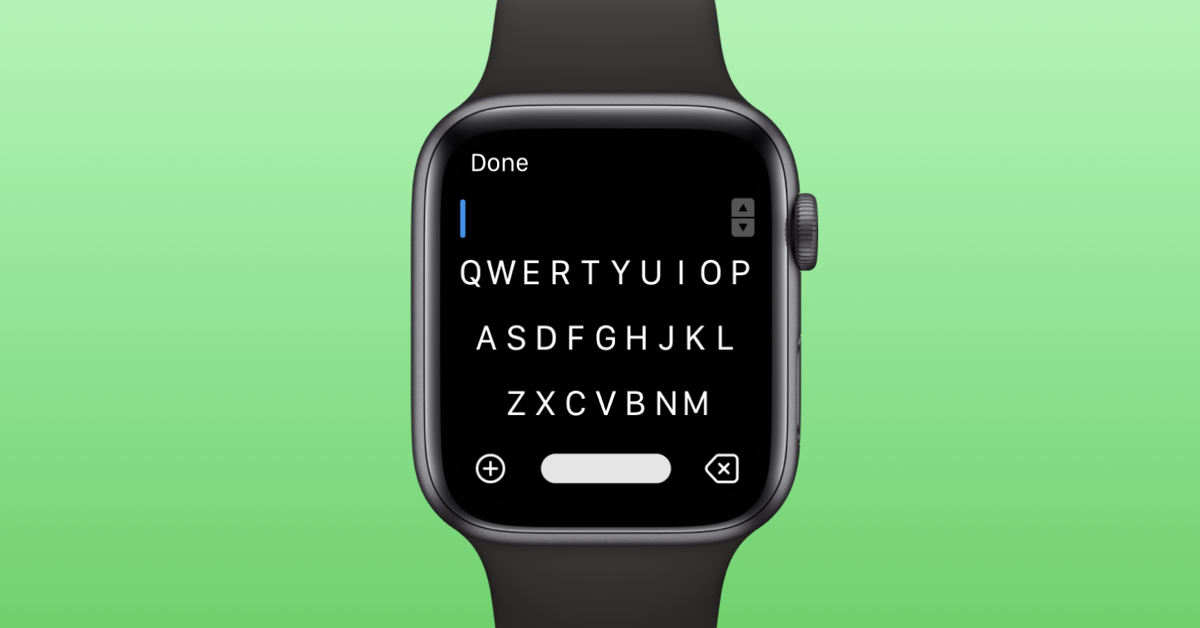 Done
QWERTYUIOP
ASDFGHJKL
ZXCVBNM